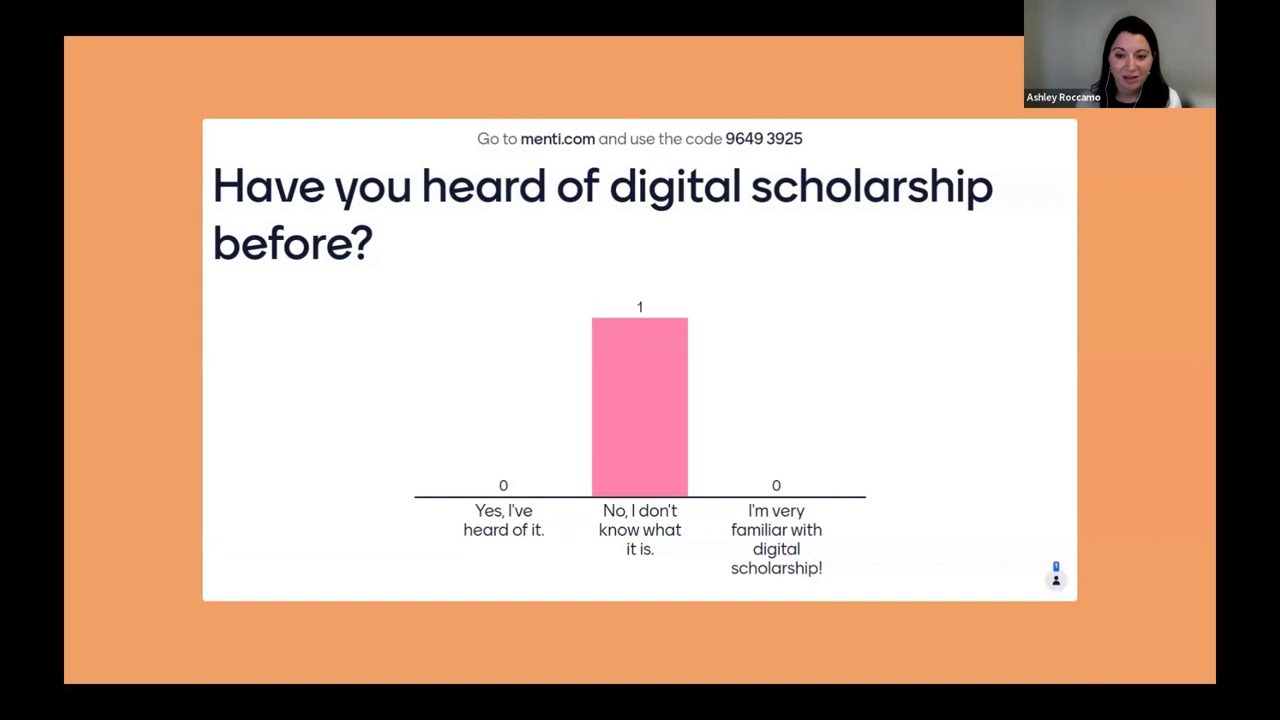 Ashley Roccamo
Go to menti.com and use the code 9649 3925
Have you heard of digital scholarship
before?
1
0
0
Yes, I've
heard of it.
No, I don't
know what
it is.
I'm very
familiar with
digital
scholarship!